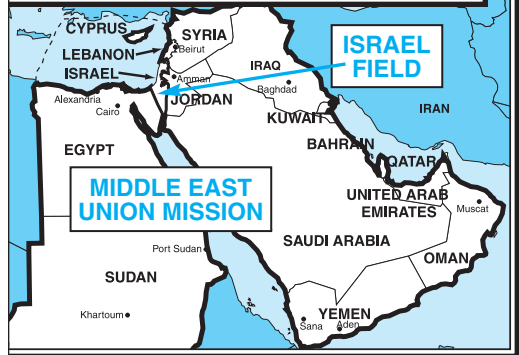 CYPRUS
SYRIA
Beirut
LEBANON
ISRAEL
FIELD
IRAQ
ISRAEL
Amman
Baghdad
Alexandria
JORDAN
IRAN
Cairo
KUWAIT
BAHRAIN
EGYPT
QATAR
MIDDLE EAST
UNION MISSION
UNITED ARAB
EMIRATES
Muscat
SAUDI ARABIA
Port Sudan
OMAN
SUDAN
YEMEN
Khartoum
Sana
Aden